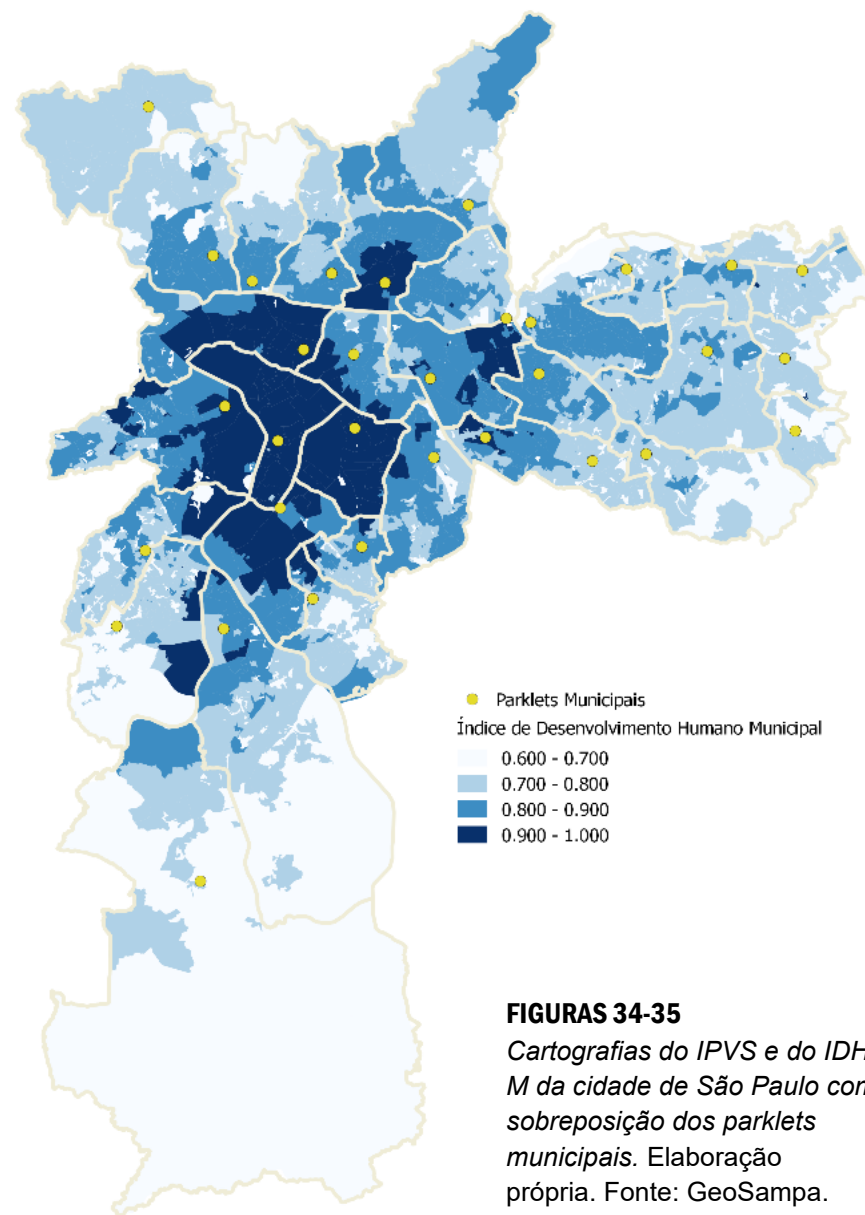 Parklets Municipais
Índice de Desenvolvimento Humano Municipal
0.600 - 0.700
0.700 - 0.800
0.800 - 0.900
0.900 - 1.000
FIGURAS 34-35
Cartografias do IPVS e do IDH
M da cidade de São Paulo con
sobreposição dos parklets
municipais. Elaboração
própria. Fonte: GeoSampa.